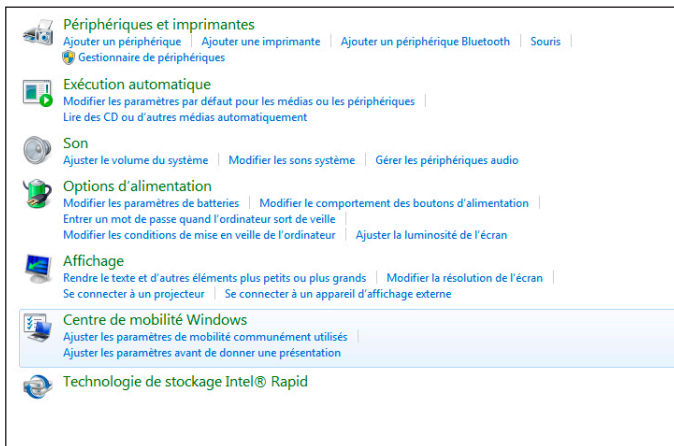 Périphériques et imprimantes
Ajouter un périphérique | Ajouter une imprimante | Ajouter un périphérique Bluetooth | Souris |
Gestionnaire de périphériques
Exécution automatique
Modifier les paramètres par défaut pour les médias ou les périphériques |
Lire des CD ou d'autres médias automatiquement
Son
Ajuster le volume du système | Modifier les sons système | Gérer les périphériques audio
Options d'alimentation
Modifier les paramètres de batteries | Modifier le comportement des boutons d'alimentation |
Entrer un mot de passe quand l'ordinateur sort de veille |
Modifier les conditions de mise en veille de l'ordinateur | Ajuster la luminosité de l'écran
Affichage
Rendre le texte et d'autres éléments plus petits ou plus grands | Modifier la résolution de l'écran |
Se connecter à un projecteur | Se connecter à un appareil d'affichage externe
Centre de mobilité Windows
Ajuster les paramètres de mobilité communément utilisés |
Ajuster les paramètres avant de donner une présentation
Technologie de stockage Intel® Rapid